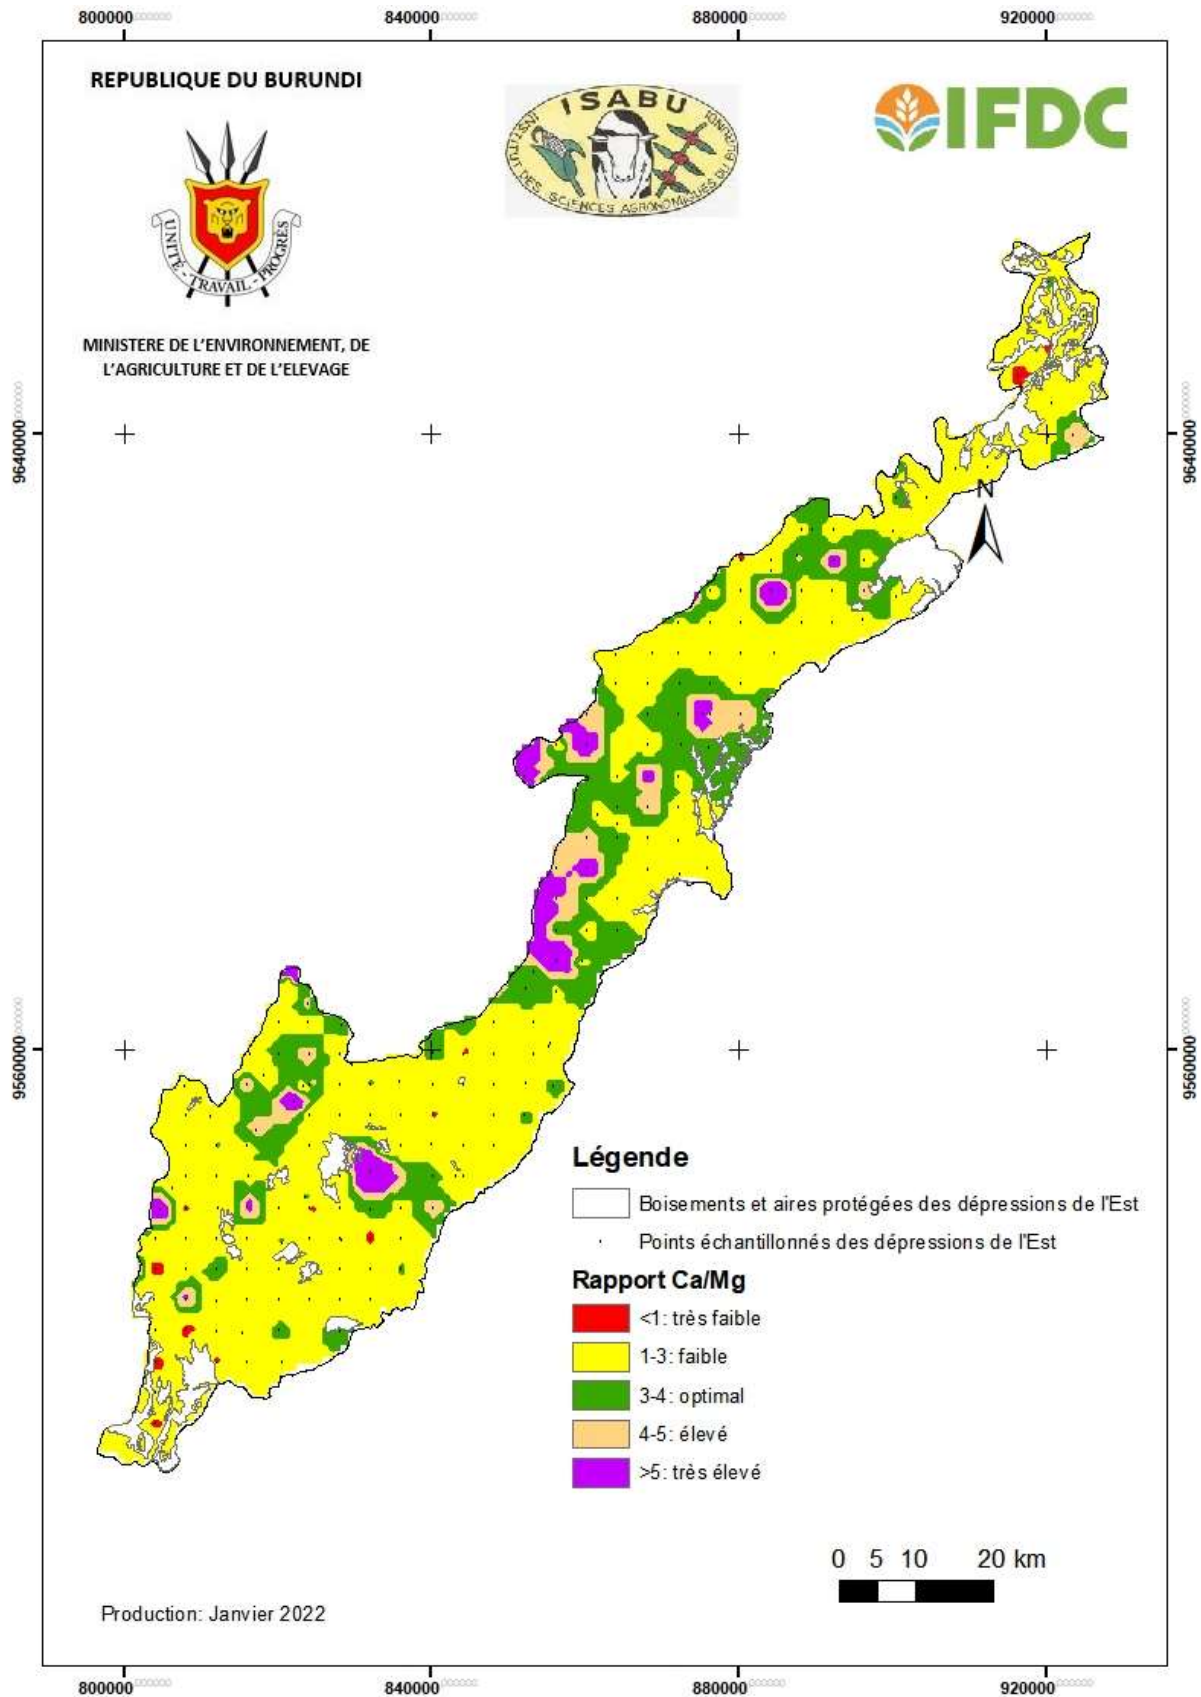 800000 840000 880000 920000
REPUBLIQUE DU BURUNDI
ISABU
INSTITUT DES SCIENCES AGRONOMIQUES DU BURUNDI
IFDC
UNITÉ - TRAVAIL - PROGRÈS
MINISTERE DE L'ENVIRONNEMENT, DE
L'AGRICULTURE ET DE L'ELEVAGE
9640000 9640000
N
9560000 9560000
Légende
Boisements et aires protégées des dépressions de l'Est
Points échantillonnés des dépressions de l'Est
Rapport Ca/Mg
<1: très faible
1-3: faible
3-4: optimal
4-5: élevé
>5: très élevé
0 5 10 20 km
Production: Janvier 2022
800000 840000 880000 920000